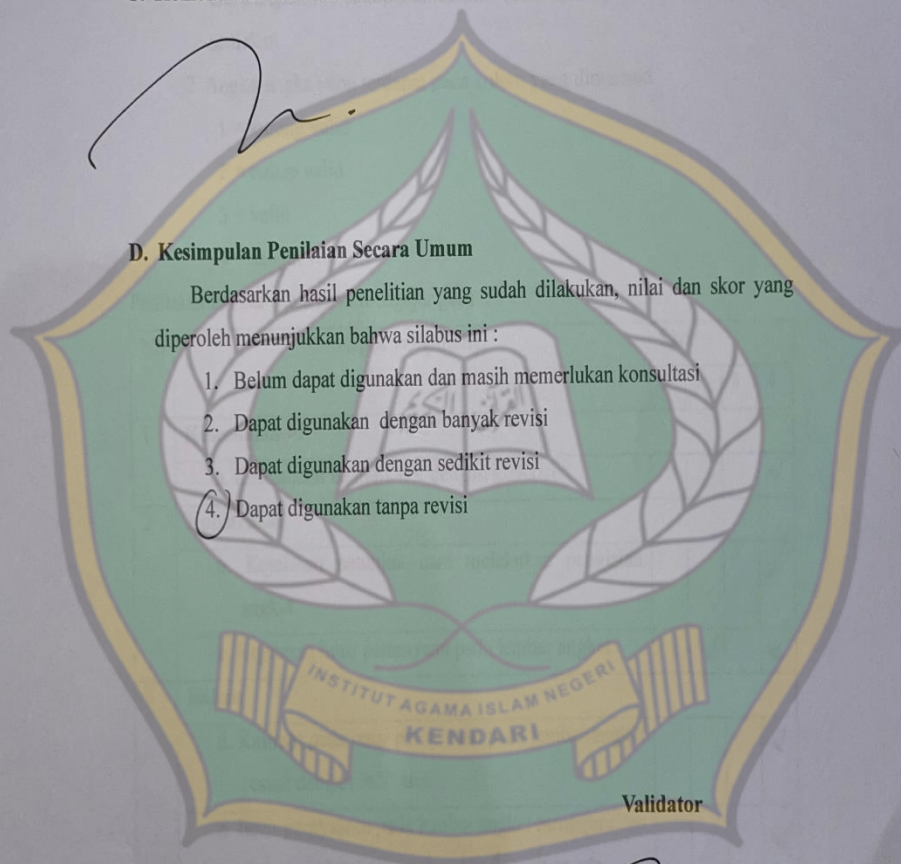 D. Kesimpulan Penilaian Secara Umum
Berdasarkan hasil penelitian yang sudah dilakukan, nilai dan skor yang
diperoleh menunjukkan bahwa silabus ini :
1. Belum dapat digunakan dan masih memerlukan konsultasi
2. Dapat digunakan dengan banyak revisi
3. Dapat digunakan dengan sedikit revisi
4. Dapat digunakan tanpa revisi
INSTITUT AGAMA ISLAM NEGERI
KENDARI
Validator